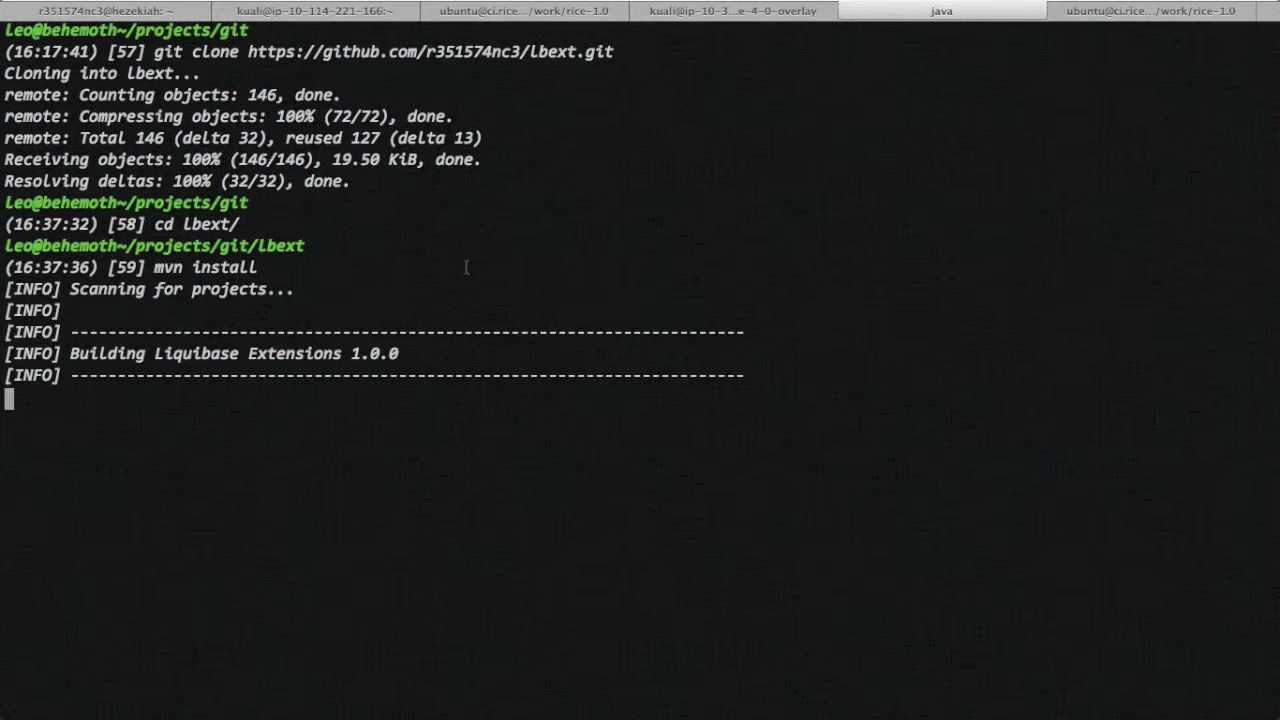 r351574nc3@hezekiah: ~ kuali@ip-10-114-221-166:~ ubuntu@ci.rice.../work/rice-1.0 kuali@ip-10-3...e-4-0-overlay java ubuntu@ci.rice.../work/rice-1.0
Leo@behemoth~/projects/git
(16:17:41) [57] git clone https://github.com/r351574nc3/lbext.git
Cloning into lbext...
remote: Counting objects: 146, done.
remote: Compressing objects: 100% (72/72), done.
remote: Total 146 (delta 32), reused 127 (delta 13)
Receiving objects: 100% (146/146), 19.50 KiB, done.
Resolving deltas: 100% (32/32), done.
Leo@behemoth~/projects/git
(16:37:32) [58] cd lbext/
Leo@behemoth~/projects/git/lbext
(16:37:36) [59] mvn install
[INFO] Scanning for projects...
[INFO]
[INFO] ------------------------------------------------------------------------
[INFO] Building Liquibase Extensions 1.0.0
[INFO] ------------------------------------------------------------------------